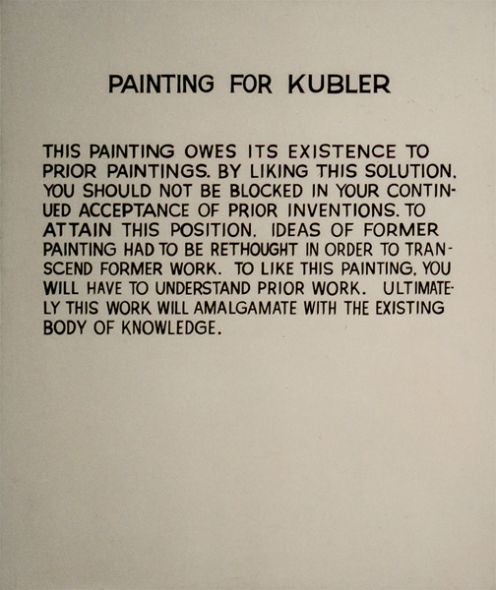 PAINTING FOR KUBLER
THIS PAINTING OWES ITS EXISTENCE TO
PRIOR PAINTINGS. BY LIKING THIS SOLUTION,
YOU SHOULD NOT BE BLOCKED IN YOUR CONTIN-
UED ACCEPTANCE OF PRIOR INVENTIONS. TO
ATTAIN THIS POSITION, IDEAS OF FORMER
PAINTING HAD TO BE RETHOUGHT IN ORDER TO TRAN-
SCEND FORMER WORK. TO LIKE THIS PAINTING, YOU
WILL HAVE TO UNDERSTAND PRIOR WORK. ULTIMATE-
LY THIS WORK WILL AMALGAMATE WITH THE EXISTING
BODY OF KNOWLEDGE.